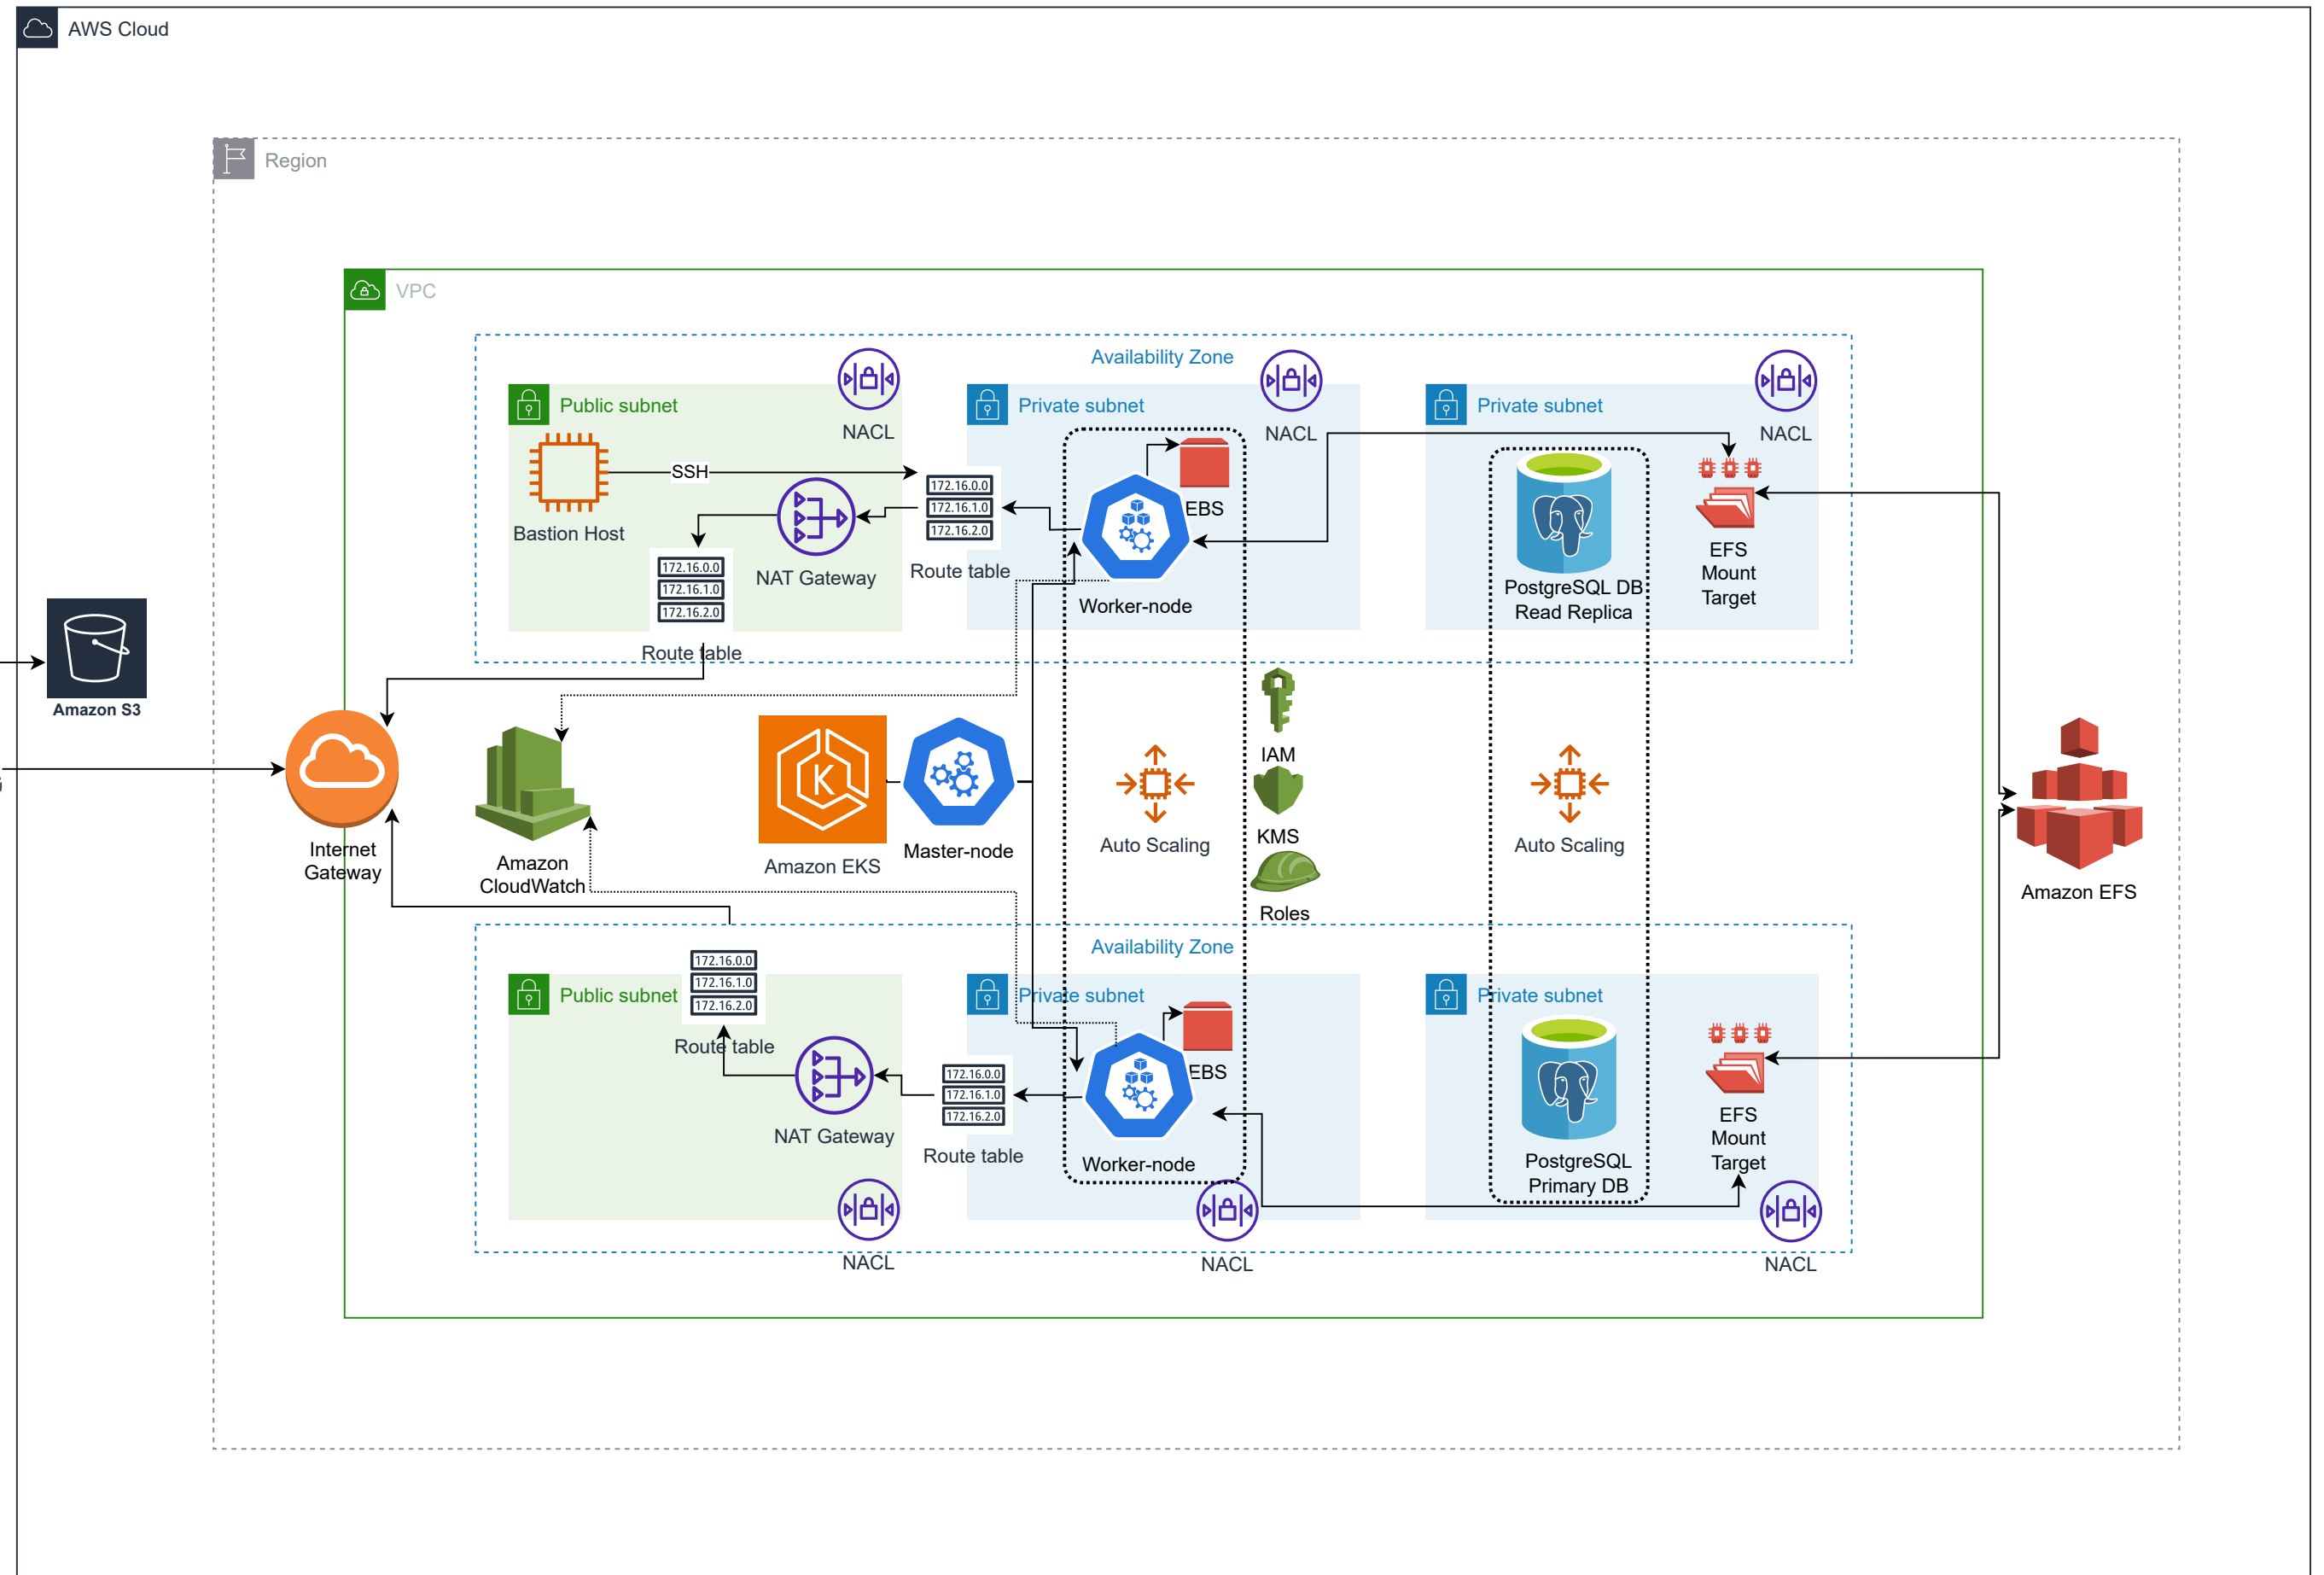 AWS Cloud
Region
VPC
Availability Zone
NACL
Public subnet
Bastion Host
SSH
NAT Gateway
172.16.0.0
172.16.1.0
172.16.2.0
Route table
172.16.0.0
172.16.1.0
172.16.2.0
Route table
Private subnet
NACL
EBS
Worker-node
Private subnet
NACL
PostgreSQL DB
Read Replica
EFS
Mount
Target
Amazon S3
Internet
Gateway
Amazon
CloudWatch
Amazon EKS
Master-node
Auto Scaling
IAM
KMS
Roles
Auto Scaling
Amazon EFS
Availability Zone
Public subnet
172.16.0.0
172.16.1.0
172.16.2.0
Route table
NAT Gateway
NACL
172.16.0.0
172.16.1.0
172.16.2.0
Route table
Private subnet
EBS
Worker-node
NACL
Private subnet
PostgreSQL
Primary DB
EFS
Mount
Target
NACL